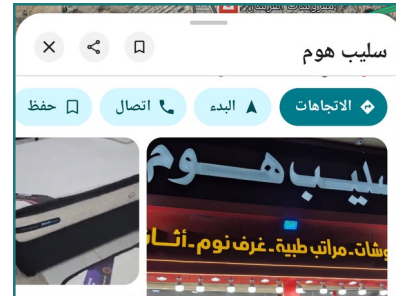 سليب هوم
الاتجاهات
البدء
اتصال
حفظ
سليب هوم
مراتب طبية - غرف نوم -